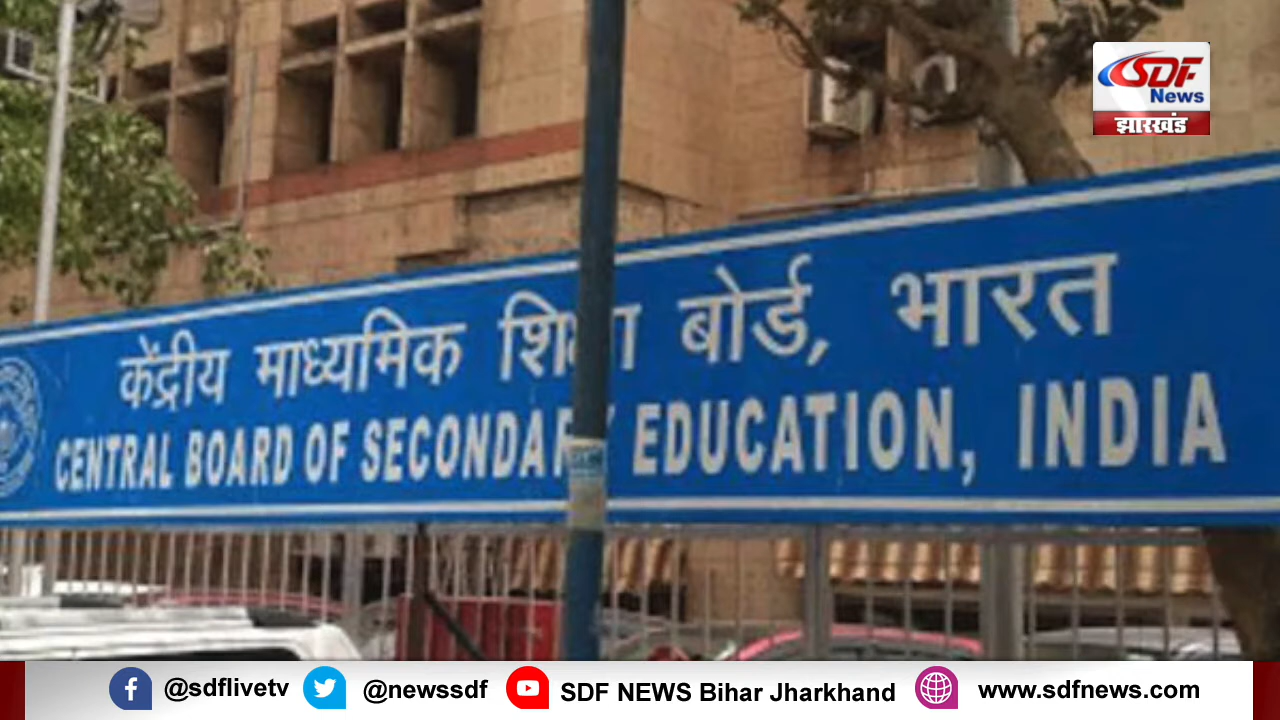 SDF
News
झारखंड
केंद्रीय माध्यमिक शिक्षा बोर्ड, भारत
CENTRAL BOARD OF SECONDARY EDUCATION, INDIA
@sdflivetv @newssdf SDF NEWS Bihar Jharkhand www.sdfnews.com